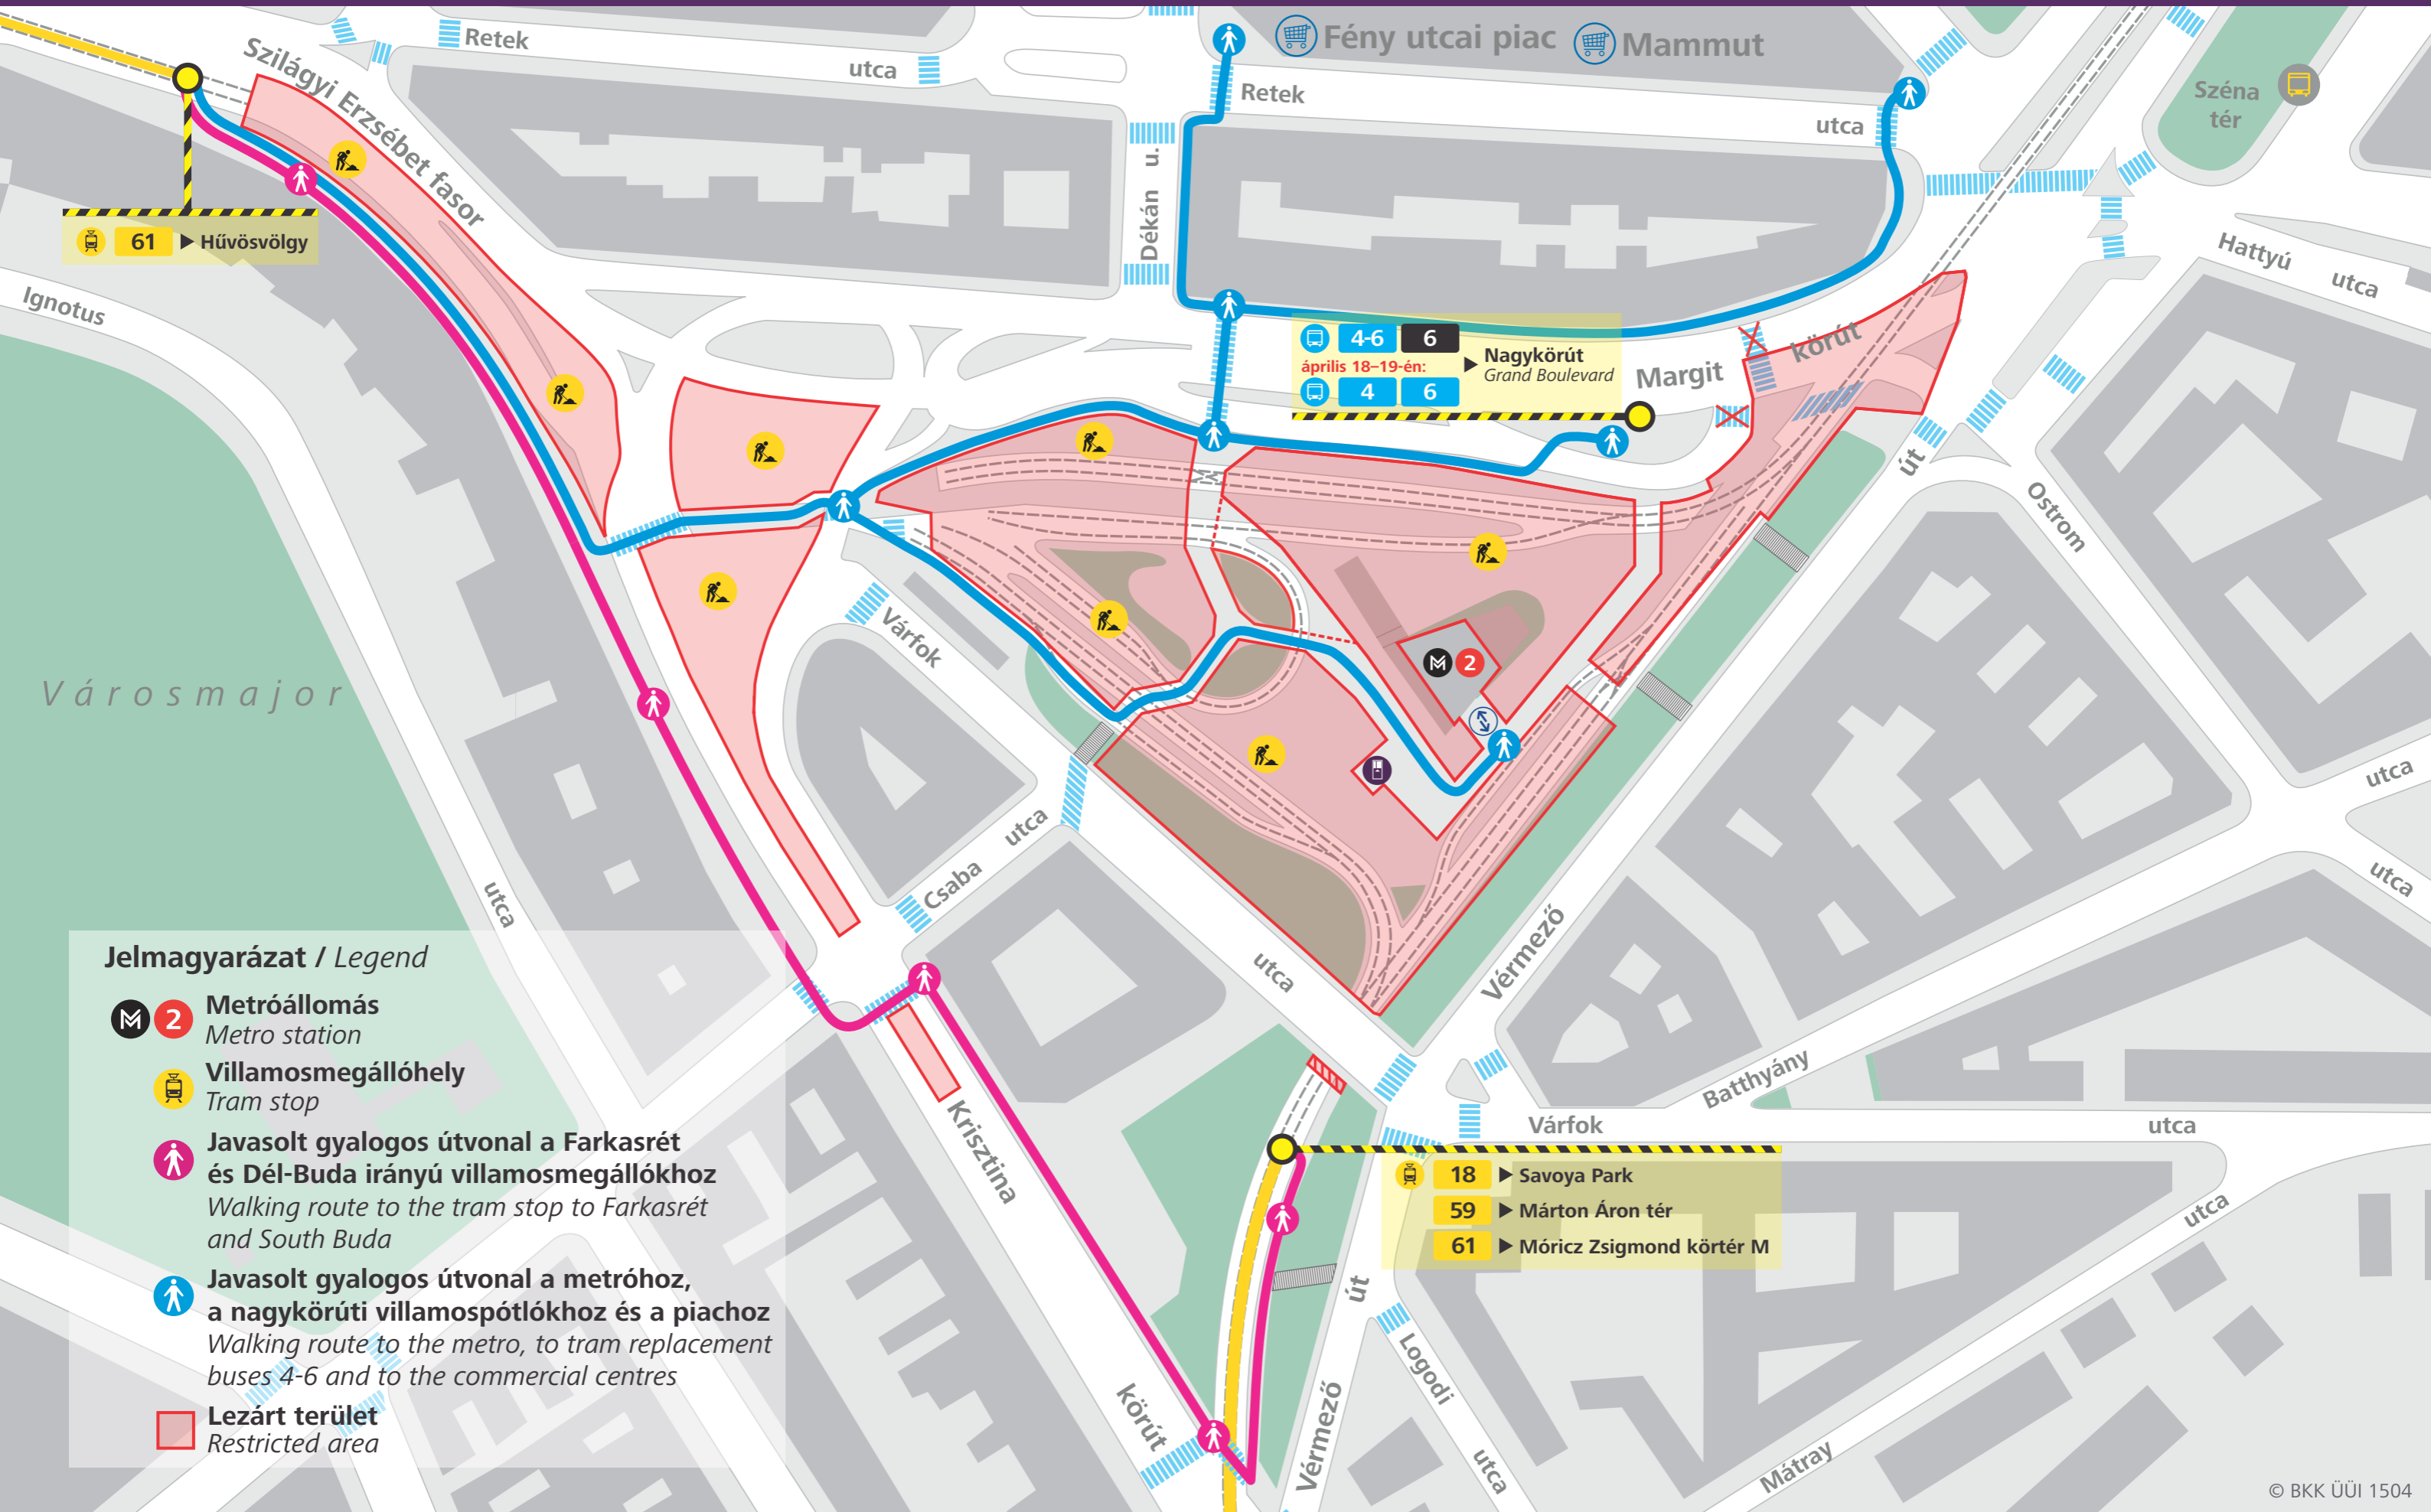 Retek
utca
Fény utcai piac
Mammut
Szilágyi Erzsébet fasor
Retek
utca
Széna
tér
Dékán u.
61 Hűvösvölgy
Hattyú
utca
Ignotus
utca
4-6 6
április 18–19-én:
4 6
Nagykörút
Grand Boulevard
Margit
körút
út
Ostrom
utca
Várfok
utca
M 2
Városmajor
Csaba
utca
Vérmező
út
utca
Batthyány
utca
Várfok
utca
18 Savoya Park
59 Márton Áron tér
61 Móricz Zsigmond körtér M
Krisztina
körút
Vérmező
Logodi
utca
Mátray
utca
Jelmagyarázat / Legend
M 2 Metróállomás
Metro station
Villamosmegállóhely
Tram stop
Javasolt gyalogos útvonal a Farkasrét
és Dél-Buda irányú villamosmegállókhoz
Walking route to the tram stop to Farkasrét
and South Buda
Javasolt gyalogos útvonal a metróhoz,
a nagykörúti villamospótlókhoz és a piachoz
Walking route to the metro, to tram replacement
buses 4-6 and to the commercial centres
Lezárt terület
Restricted area
© BKK ÜÜI 1504